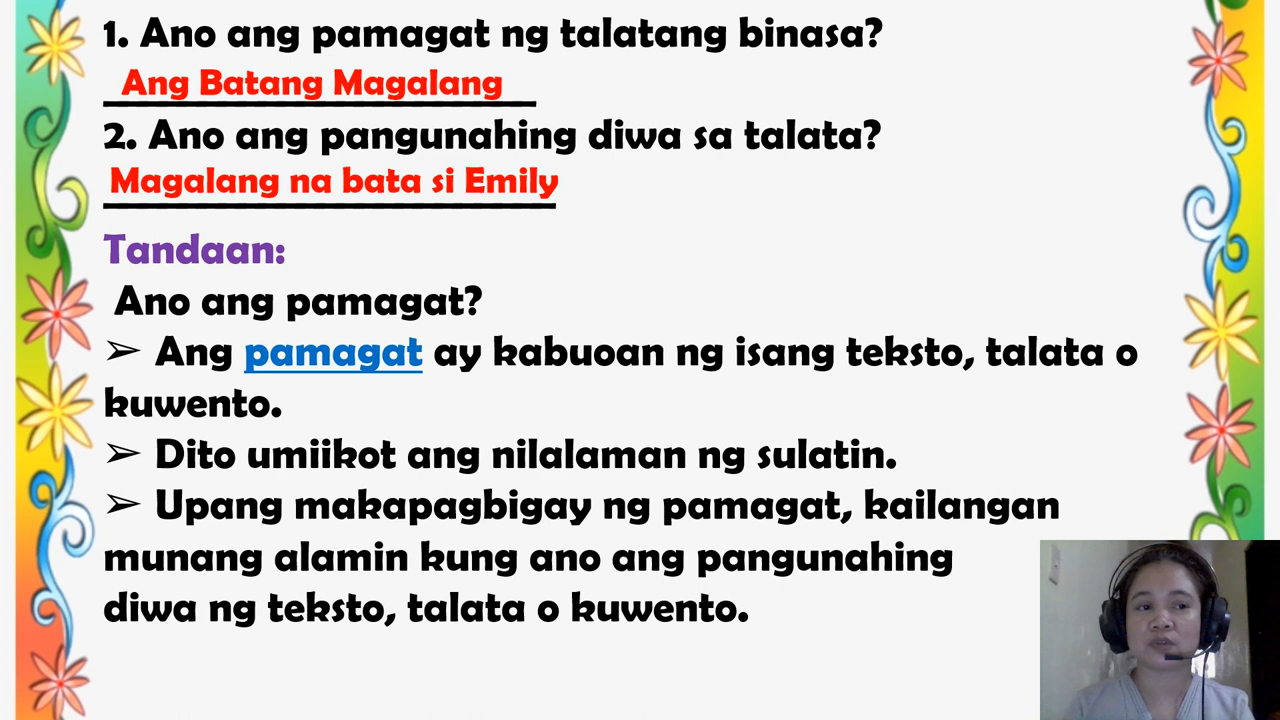 1. Ano ang pamagat ng talatang binasa?
Ang Batang Magalang
2. Ano ang pangunahing diwa sa talata?
Magalang na bata si Emily
Tandaan:
Ano ang pamagat?
➢ Ang pamagat ay kabuoan ng isang teksto, talata o
kuwento.
➢ Dito umiikot ang nilalaman ng sulatin.
➢ Upang makapagbigay ng pamagat, kailangan
munang alamin kung ano ang pangunahing
diwa ng teksto, talata o kuwento.